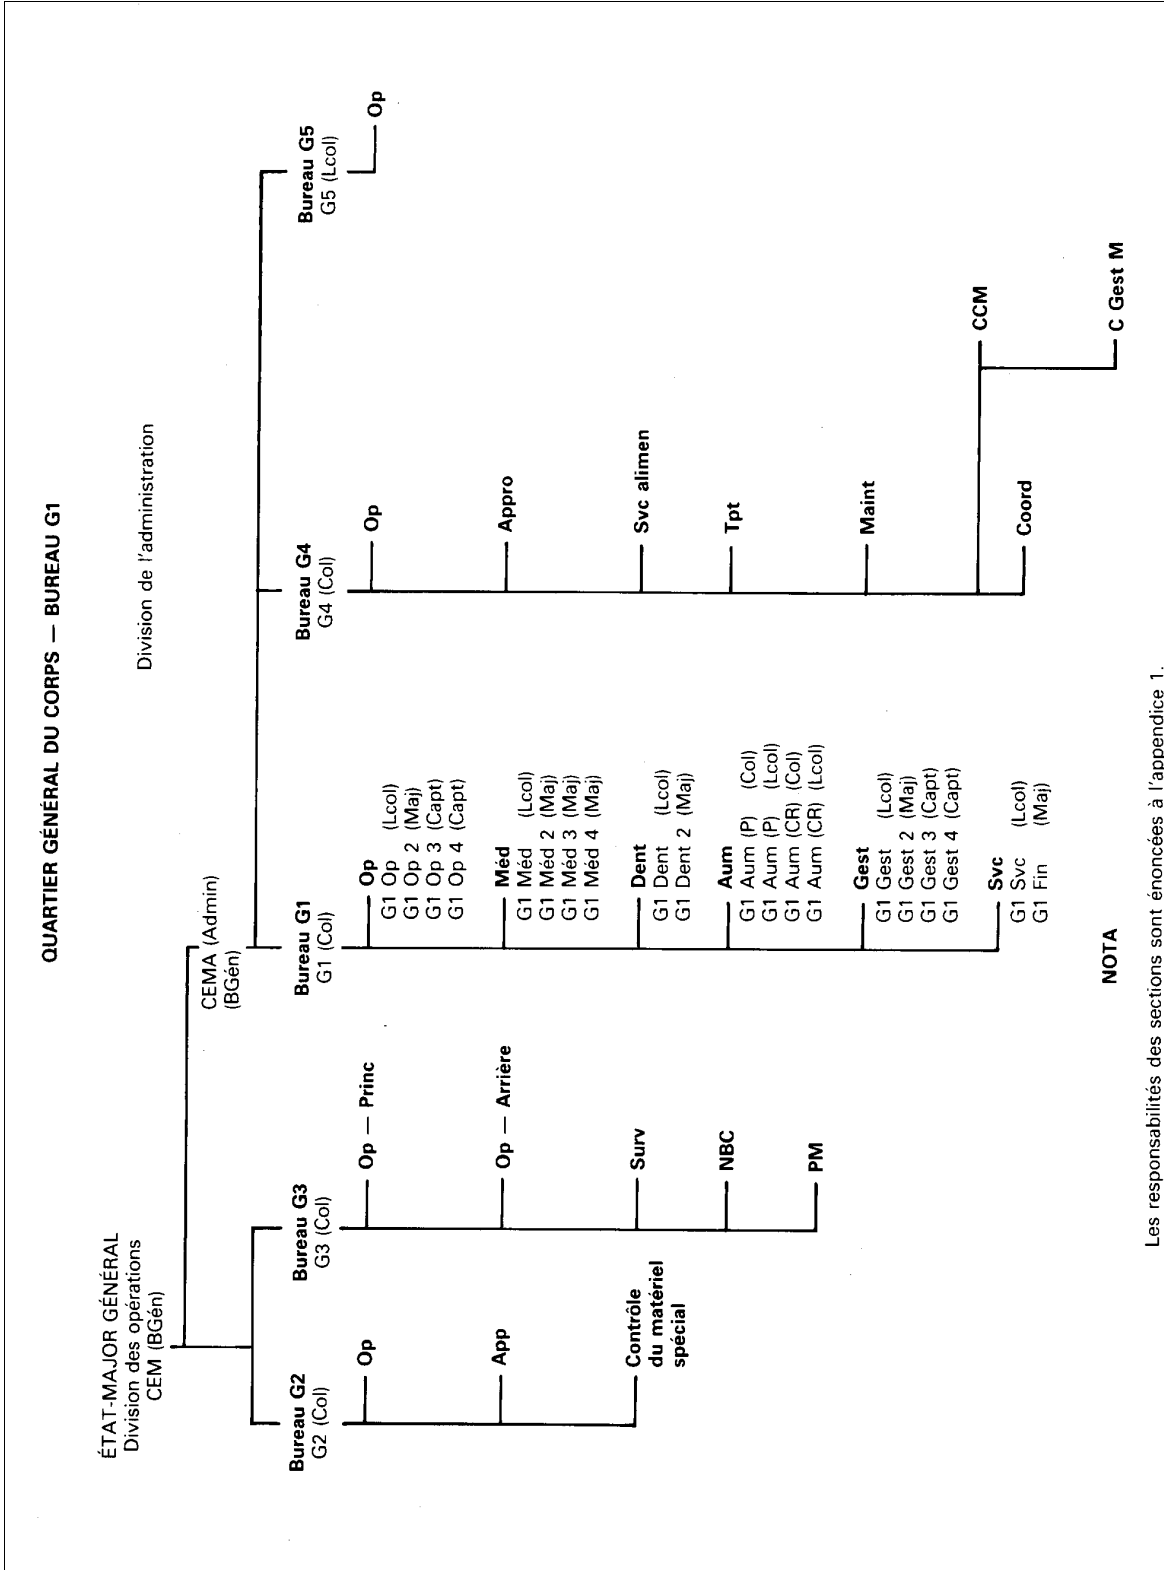 QUARTIER GÉNÉRAL DU CORPS — BUREAU G1
ÉTAT-MAJOR GÉNÉRAL
Division des opérations
CEM (BGén)
Division de l'administration
CEMA (Admin)
(BGén)
Bureau G2
G2 (Col)
Op
App
Contrôle
du matériel
spécial
Bureau G3
G3 (Col)
Op — Princ
Op — Arrière
Surv
NBC
PM
Bureau G1
G1 (Col)
Op
G1 Op (Lcol)
G1 Op 2 (Maj)
G1 Op 3 (Capt)
G1 Op 4 (Capt)
Méd
G1 Méd (Lcol)
G1 Méd 2 (Maj)
G1 Méd 3 (Maj)
G1 Méd 4 (Maj)
Dent
G1 Dent (Lcol)
G1 Dent 2 (Maj)
Aum
G1 Aum (P) (Col)
G1 Aum (P) (Lcol)
G1 Aum (CR) (Col)
G1 Aum (CR) (Lcol)
Gest
G1 Gest (Lcol)
G1 Gest 2 (Maj)
G1 Gest 3 (Capt)
G1 Gest 4 (Capt)
Svc
G1 Svc (Lcol)
G1 Fin (Maj)
Bureau G4
G4 (Col)
Op
Appro
Svc alimen
Tpt
Maint
CCM
C Gest M
Coord
Bureau G5
G5 (Lcol)
Op
NOTA
Les responsabilités des sections sont énoncées à l'appendice 1.